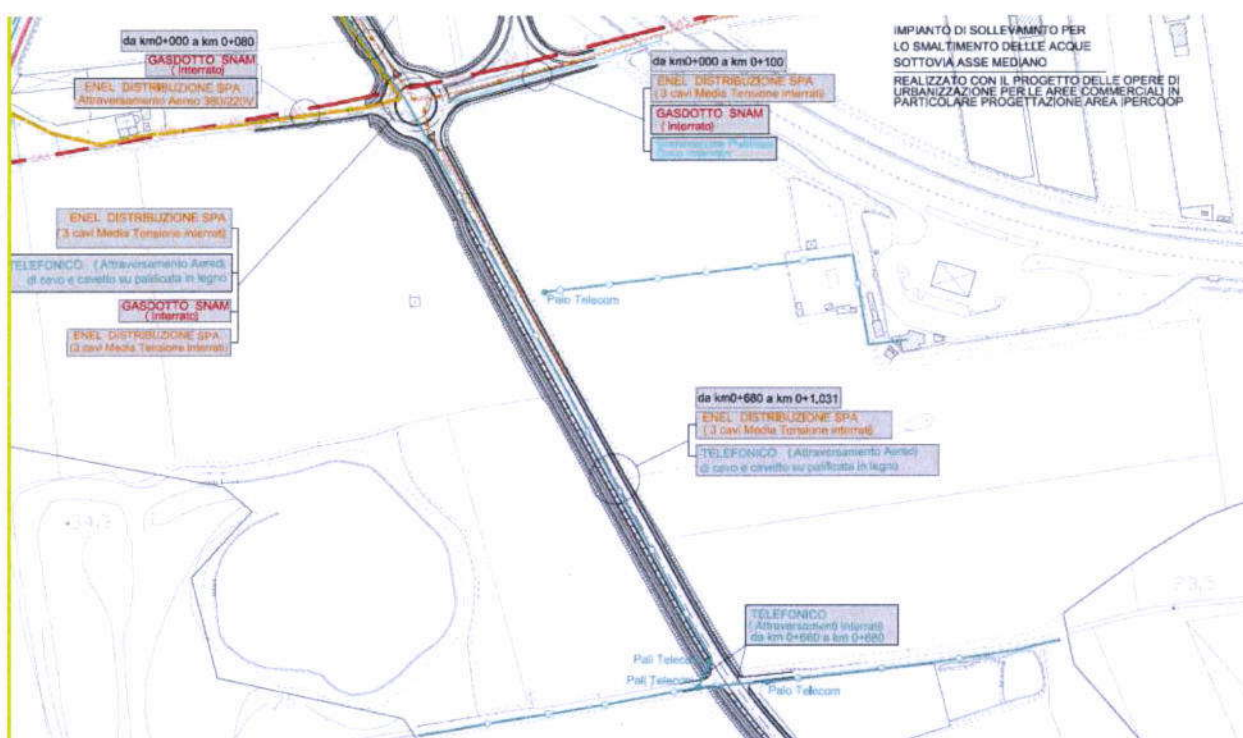 IMPIANTO DI SOLLEVAMNTO PER
LO SMALTIMENTO DELLLE ACQUE
SOTTOVIA ASSE MEDIANO
REALIZZATO CON IL PROGETTO DELLE OPERE DI
URBANIZZAZIONE PER LE AREE COMMERCIALI IN
PARTICOLARE PROGETTAZIONE AREA IPERCOOP
da km0+000 a km 0+080
GASDOTTO SNAM
( Interrato)
ENEL DISTRIBUZIONE SPA
Attraversamento Aereo 380/220V
da km0+000 a km 0+100
ENEL DISTRIBUZIONE SPA
( 3 cavi Media Tensione Interrati)
GASDOTTO SNAM
( Interrato)
ENEL DISTRIBUZIONE SPA
( 3 cavi Media Tensione Interrati)
TELEFONICO ( Attraversamento Aereo)
di cavo e cavetto su palificata in legno
GASDOTTO SNAM
( Interrato)
ENEL DISTRIBUZIONE SPA
(3 cavi Media Tensione Interrati)
Palo Telecom
da km0+680 a km 0+1,031
ENEL DISTRIBUZIONE SPA
( 3 cavi Media Tensione Interrati)
TELEFONICO ( Attraversamento Aereo)
di cavo e cavetto su palificata in legno
34,3
TELEFONICO
( Attraversamenti Interrati)
da km 0+660 a km 0+680
Pali Telecom
Pali Telecom
Palo Telecom